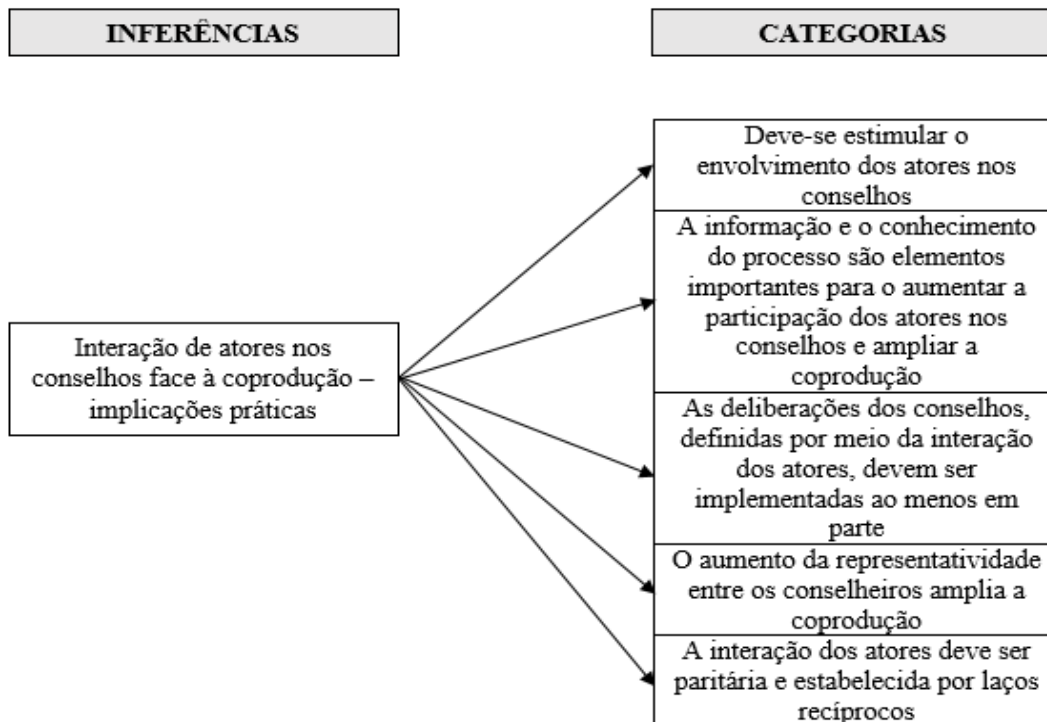 INFERÊNCIAS
CATEGORIAS
Deve-se estimular o
envolvimento dos atores nos
conselhos
A informação e o conhecimento
do processo são elementos
importantes para o aumentar a
participação dos atores nos
conselhos e ampliar a
coprodução
Interação de atores nos
conselhos face à coprodução –
implicações práticas
As deliberações dos conselhos,
definidas por meio da interação
dos atores, devem ser
implementadas ao menos em
parte
O aumento da representatividade
entre os conselheiros amplia a
coprodução
A interação dos atores deve ser
paritária e estabelecida por laços
recíprocos